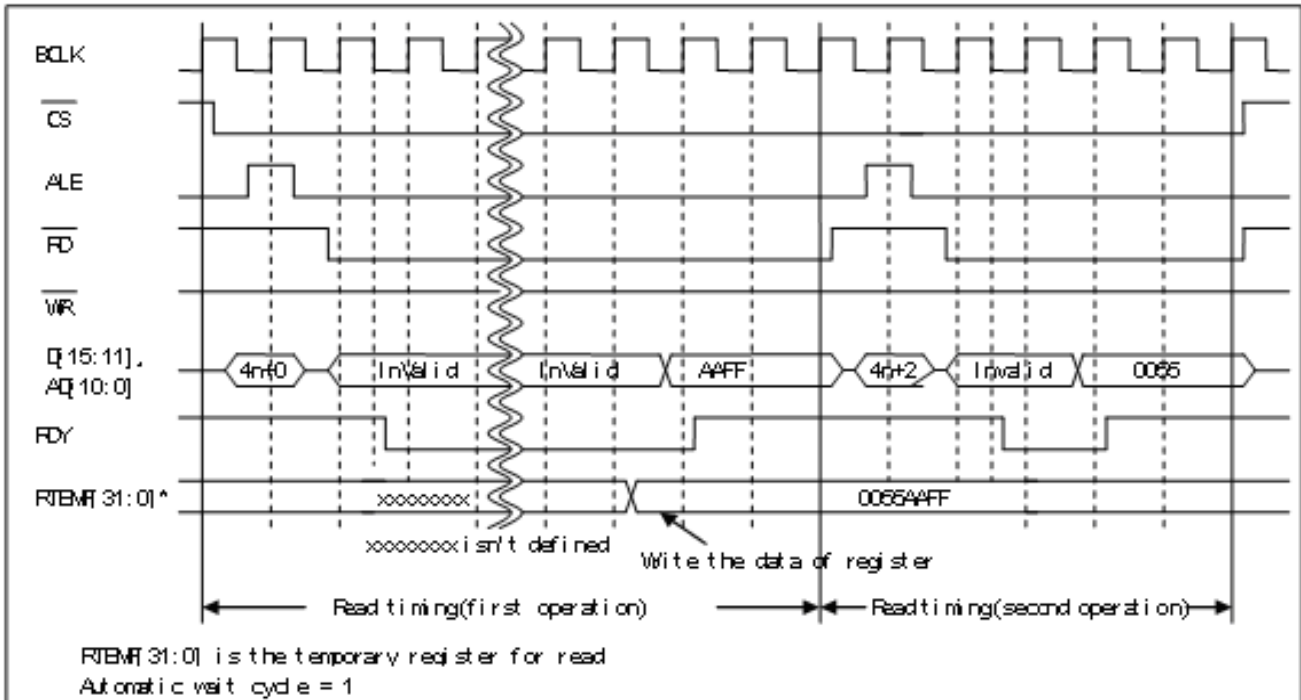 BCLK
CS
ALE
RD
WR
D[15:11],
AD[10:0]
4n+0
InValid
InValid
AAFF
4n+2
Invalid
0055
RDY
RTEMP[31:0]*
xxxxxxxx
0055AAFF
xxxxxxxx isn't defined
Write the data of register
Read timing(first operation)
Read timing(second operation)
RTEMP[31:0] is the temporary register for read
Automatic wait cycle = 1